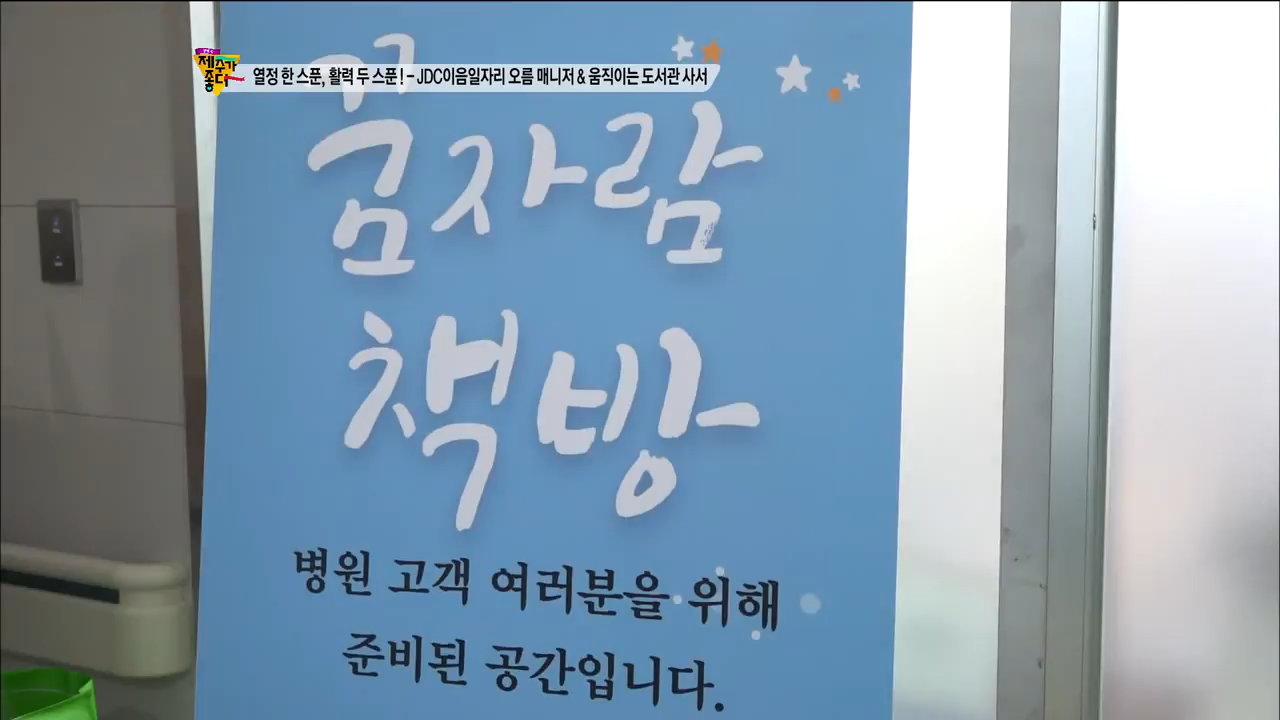 제주가
좋다
열정 한 스푼, 활력 두 스푼 ! - JDC이음일자리 오름 매니저 & 움직이는 도서관 사서
꿈자람
책방
병원 고객 여러분을 위해
준비된 공간입니다.